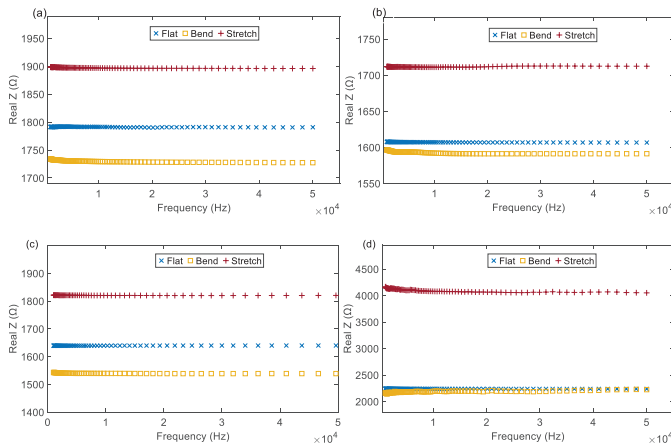 (a)
Flat Bend Stretch
Real Z (Ω)
1950
1900
1850
1800
1750
1700
1 2 3 4 5
Frequency (Hz)
×10⁴
(b)
Flat Bend Stretch
Real Z (Ω)
1750
1700
1650
1600
1550
1 2 3 4 5
Frequency (Hz)
×10⁴
(c)
Flat Bend Stretch
Real Z (Ω)
1900
1800
1700
1600
1500
1400
0 1 2 3 4 5
Frequency (Hz)
×10⁴
(d)
Flat Bend Stretch
Real Z (Ω)
4500
4000
3500
3000
2500
2000
1 2 3 4 5
Frequency (Hz)
×10⁴